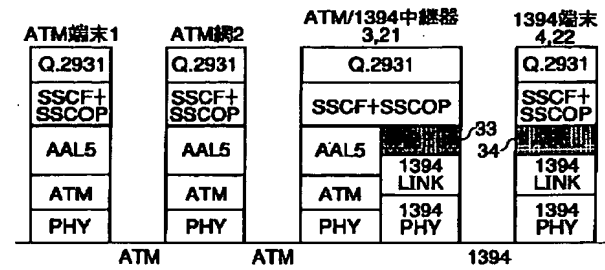 ATM端末1
Q.2931
SSCF+
SSCOP
AAL5
ATM
PHY
ATM網2
Q.2931
SSCF+
SSCOP
AAL5
ATM
PHY
ATM/1394中継器
3,21
Q.2931
SSCF+SSCOP
AAL5
ATM
PHY
33
1394
LINK
1394
PHY
1394端末
4,22
Q.2931
SSCF+
SSCOP
34
1394
LINK
1394
PHY
ATM
ATM
1394